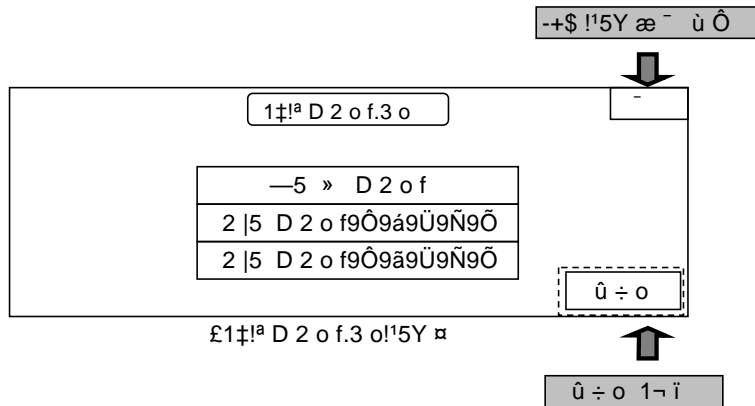 -+$ !¹5Y æ ¯ ù Ô
¯
1‡!ª D 2 o f.3 o
—5 » D 2 o f
2 |5 D 2 o f9Ô9á9Ü9Ñ9Õ
2 |5 D 2 o f9Ô9ã9Ü9Ñ9Õ
û ÷ o
£1‡!ª D 2 o f.3 o!¹5Y ¤
û ÷ o 1¬ ï